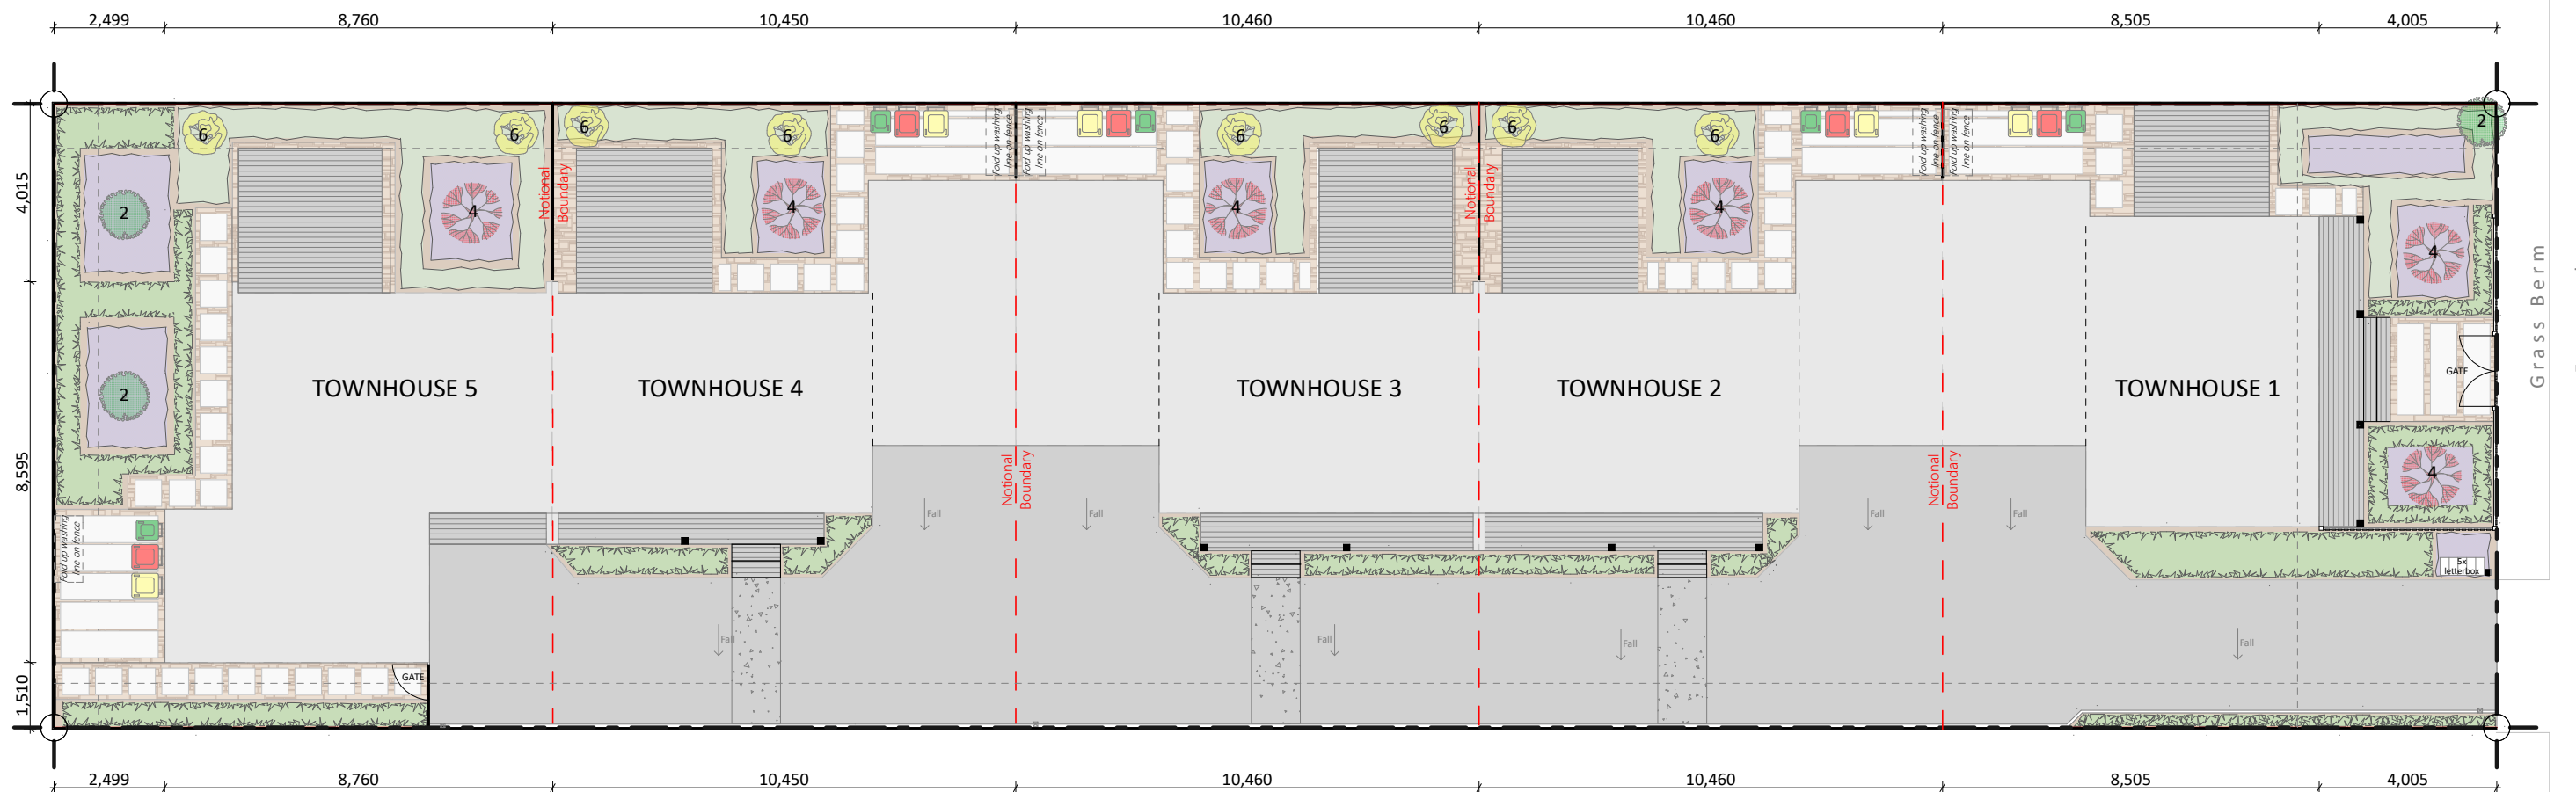 2,499 8,760 10,450 10,460 10,460 8,505 4,005
6 6 6 6 6 6 6 6 2
Fold up washing
line on fence
Fold up washing
line on fence
Fold up washing
line on fence
Fold up washing
line on fence
4,015
2 4 4 4 4 4
Notional
Boundary
Notional
Boundary
Grass Berm
TOWNHOUSE 5 TOWNHOUSE 4 TOWNHOUSE 3 TOWNHOUSE 2 TOWNHOUSE 1
GATE
2
4
8,595
Notional
Boundary
Notional
Boundary
Fall Fall Fall Fall
Fold up washing
line on fence
5x
letterbox
Fall Fall Fall Fall
1,510
GATE
2,499 8,760 10,450 10,460 10,460 8,505 4,005